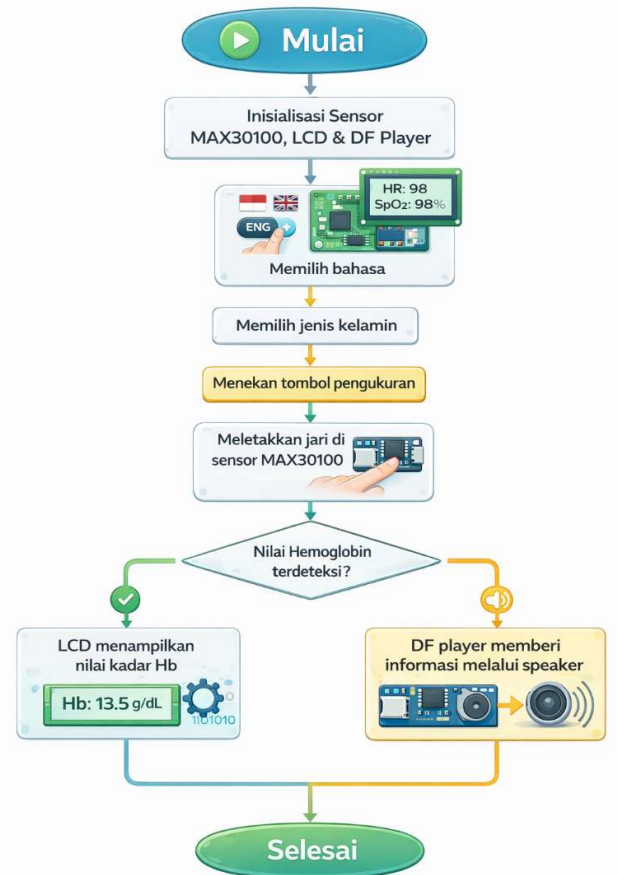 Mulai
Inisialisasi Sensor
MAX30100, LCD & DF Player
HR: 98
SpO₂: 98%
ENG
Memilih bahasa
Memilih jenis kelamin
Menekan tombol pengukuran
Meletakkan jari di
sensor MAX30100
Nilai Hemoglobin
terdeteksi?
LCD menampilkan
nilai kadar Hb
Hb: 13.5 g/dL
1101010
DF player memberi
informasi melalui speaker
Selesai